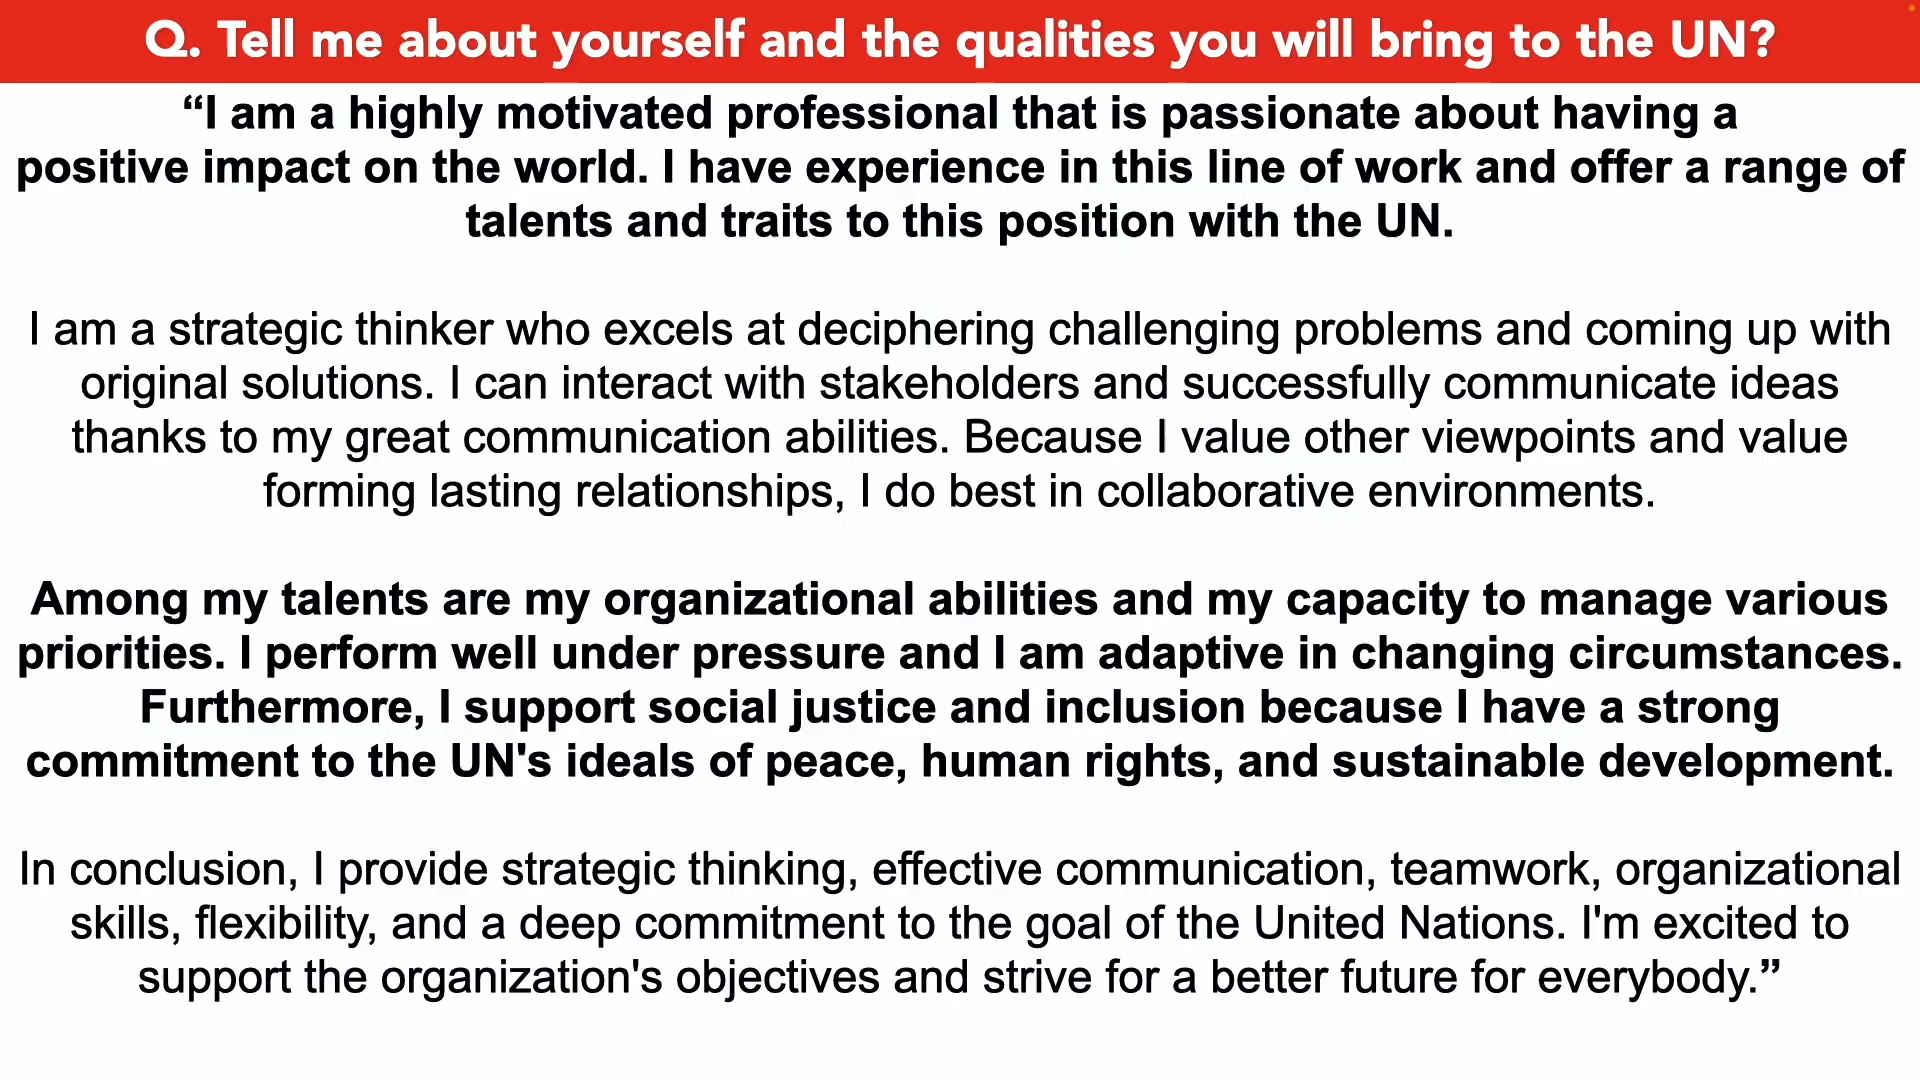 Q. Tell me about yourself and the qualities you will bring to the UN?
“I am a highly motivated professional that is passionate about having a
positive impact on the world. I have experience in this line of work and offer a range of
talents and traits to this position with the UN.
I am a strategic thinker who excels at deciphering challenging problems and coming up with
original solutions. I can interact with stakeholders and successfully communicate ideas
thanks to my great communication abilities. Because I value other viewpoints and value
forming lasting relationships, I do best in collaborative environments.
Among my talents are my organizational abilities and my capacity to manage various
priorities. I perform well under pressure and I am adaptive in changing circumstances.
Furthermore, I support social justice and inclusion because I have a strong
commitment to the UN's ideals of peace, human rights, and sustainable development.
In conclusion, I provide strategic thinking, effective communication, teamwork, organizational
skills, flexibility, and a deep commitment to the goal of the United Nations. I'm excited to
support the organization's objectives and strive for a better future for everybody.”